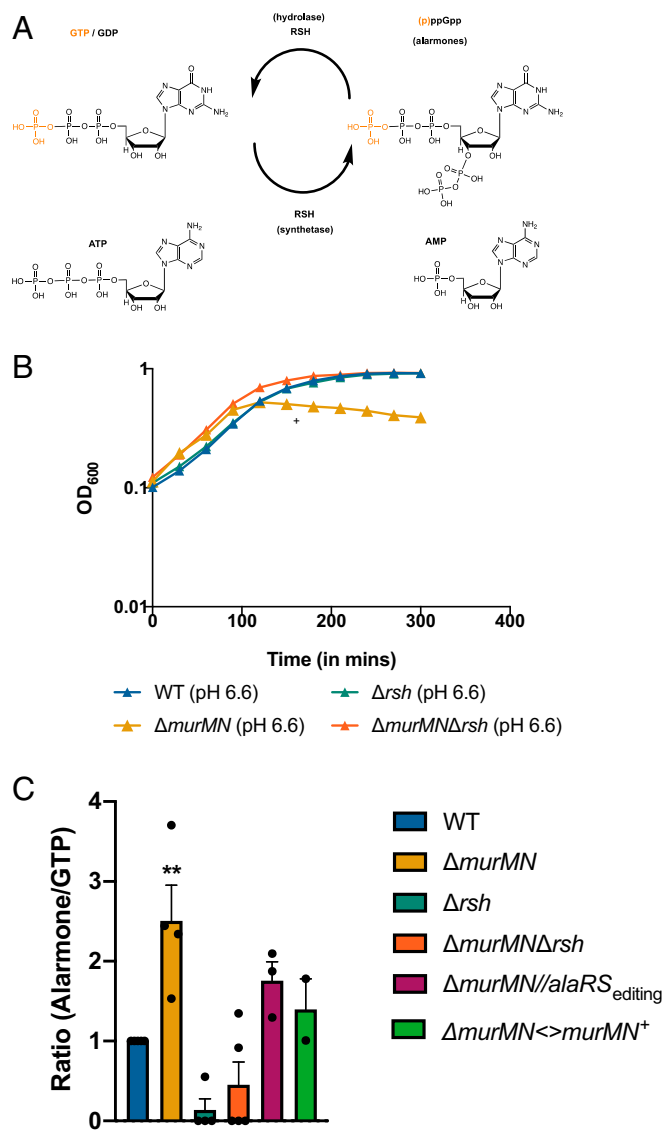 A
GTP / GDP
(hydrolase)
RSH
(p)ppGpp
(alarmones)
RSH
(synthetase)
ATP
AMP
B
OD600
1
0.1
0.01
0 100 200 300 400
Time (in mins)
WT (pH 6.6)
Δrsh (pH 6.6)
ΔmurMN (pH 6.6)
ΔmurMNΔrsh (pH 6.6)
+
C
Ratio (Alarmone/GTP)
4
3
2
1
0
**
WT
ΔmurMN
Δrsh
ΔmurMNΔrsh
ΔmurMN//alaRSediting
ΔmurMN<>murMN+